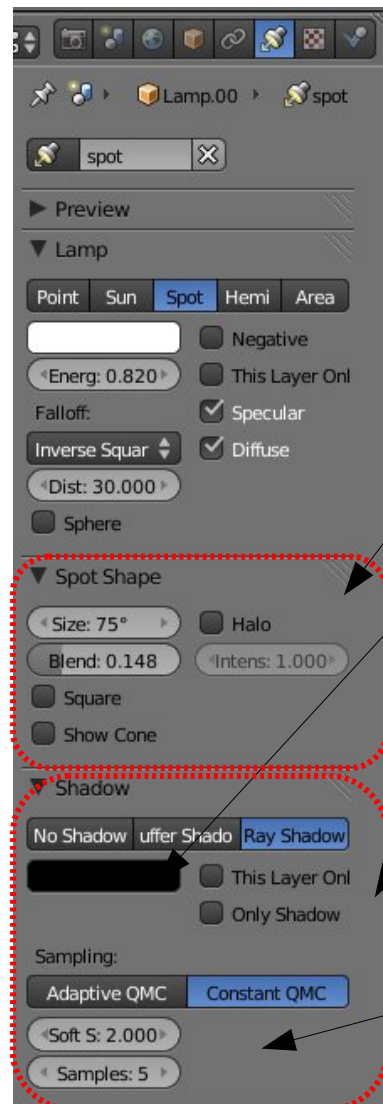 Lamp.00 spot
spot
Preview
Lamp
Point Sun Spot Hemi Area
Negative
Energ: 0.820 This Layer Onl
Falloff: Specular
Inverse Squar Diffuse
Dist: 30.000
Sphere
Spot Shape
Size: 75° Halo
Blend: 0.148 Intens: 1.000
Square
Show Cone
Shadow
No Shadow uffer Shado Ray Shadow
This Layer Onl
Only Shadow
Sampling:
Adaptive QMC Constant QMC
Soft S: 2.000
Samples: 5